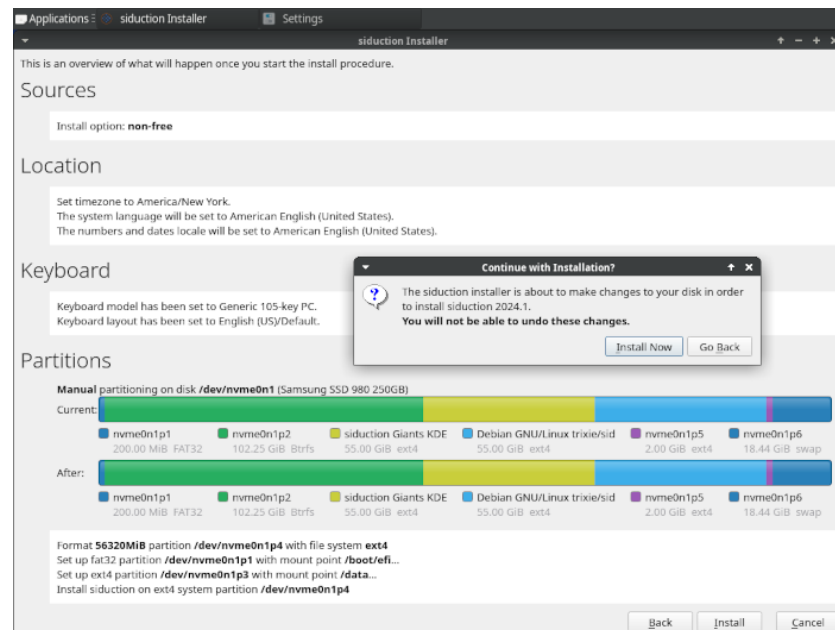 Applications siduction Installer Settings
siduction Installer
This is an overview of what will happen once you start the install procedure.
Sources
Install option: non-free
Location
Set timezone to America/New York.
The system language will be set to American English (United States).
The numbers and dates locale will be set to American English (United States).
Keyboard
Keyboard model has been set to Generic 105-key PC.
Keyboard layout has been set to English (US)/Default.
Continue with Installation?
The siduction installer is about to make changes to your disk in order
to install siduction 2024.1.
You will not be able to undo these changes.
Install Now Go Back
Partitions
Manual partitioning on disk /dev/nvme0n1 (Samsung SSD 980 250GB)
Current:
nvme0n1p1 nvme0n1p2 siduction Giants KDE Debian GNU/Linux trixie/sid nvme0n1p5 nvme0n1p6
200.00 MiB FAT32 102.25 GiB Btrfs 55.00 GiB ext4 55.00 GiB ext4 2.00 GiB ext4 18.44 GiB swap
After:
nvme0n1p1 nvme0n1p2 siduction Giants KDE Debian GNU/Linux trixie/sid nvme0n1p5 nvme0n1p6
200.00 MiB FAT32 102.25 GiB Btrfs 55.00 GiB ext4 55.00 GiB ext4 2.00 GiB ext4 18.44 GiB swap
Format 56320MiB partition /dev/nvme0n1p4 with file system ext4
Set up fat32 partition /dev/nvme0n1p1 with mount point /boot/efi...
Set up ext4 partition /dev/nvme0n1p3 with mount point /data...
Install siduction on ext4 system partition /dev/nvme0n1p4
Back Install Cancel